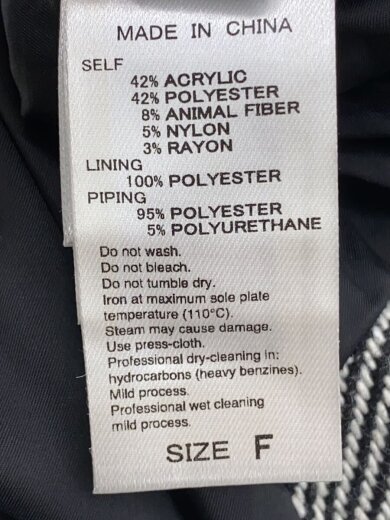 MADE IN CHINA
SELF
42% ACRYLIC
42% POLYESTER
8% ANIMAL FIBER
5% NYLON
3% RAYON
LINING
100% POLYESTER
PIPING
95% POLYESTER
5% POLYURETHANE
Do not wash.
Do not bleach.
Do not tumble dry.
Iron at maximum sole plate
temperature (110°C).
Steam may cause damage.
Use press-cloth.
Professional dry-cleaning in:
hydrocarbons (heavy benzines).
Mild process.
Professional wet cleaning
mild process.
SIZE F